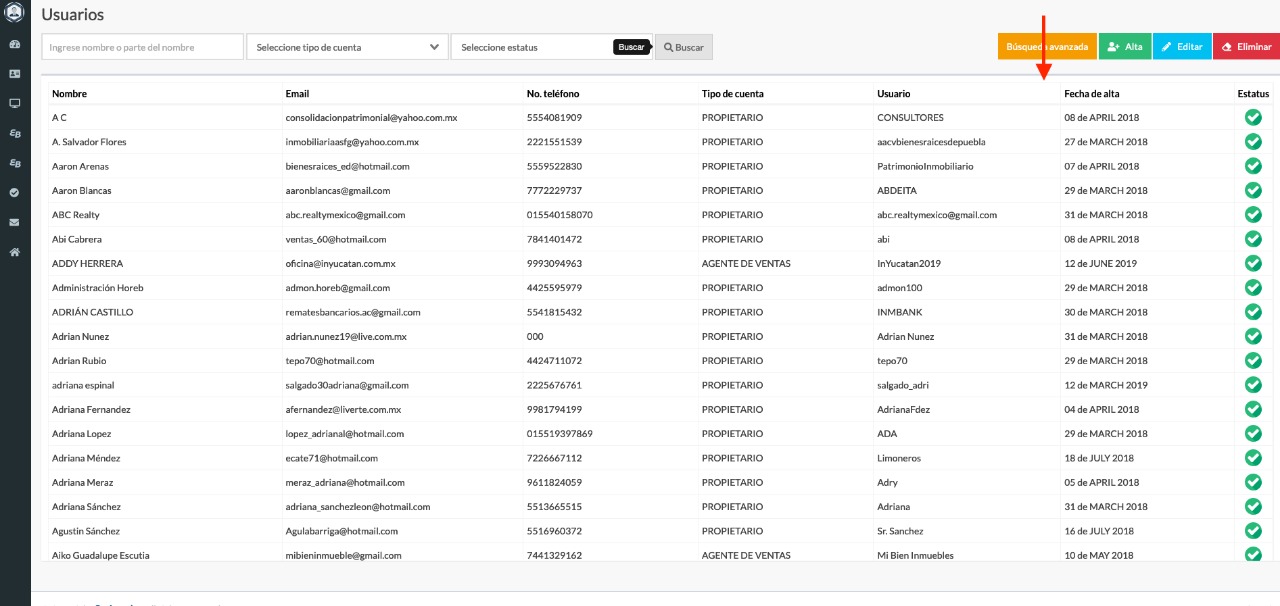 Usuarios
Ingrese nombre o parte del nombre Seleccione tipo de cuenta Seleccione estatus Buscar Buscar Búsqueda avanzada Alta Editar Eliminar
Nombre Email No. teléfono Tipo de cuenta Usuario Fecha de alta Estatus
A C consolidacionpatrimonial@yahoo.com.mx 5554081909 PROPIETARIO CONSULTORES 08 de APRIL 2018
A. Salvador Flores inmobiliariaasfg@yahoo.com.mx 2221551539 PROPIETARIO aacvbienesraicesdepuebla 27 de MARCH 2018
Aaron Arenas bienesraices_ed@hotmail.com 5559522830 PROPIETARIO PatrimonioInmobiliario 07 de APRIL 2018
Aaron Blancas aaronblancas@gmail.com 7772229737 PROPIETARIO ABDEITA 29 de MARCH 2018
ABC Realty abc.realtymexico@gmail.com 015540158070 PROPIETARIO abc.realtymexico@gmail.com 31 de MARCH 2018
Abi Cabrera ventas_60@hotmail.com 7841401472 PROPIETARIO abi 08 de APRIL 2018
ADDY HERRERA oficina@inyucatan.com.mx 9993094963 AGENTE DE VENTAS InYucatan2019 12 de JUNE 2019
Administración Horeb admon.horeb@gmail.com 4425595979 PROPIETARIO admon100 29 de MARCH 2018
ADRIÁN CASTILLO rematesbancarios.ac@gmail.com 5541815432 PROPIETARIO INMBANK 30 de MARCH 2018
Adrian Nunez adrian.nunez19@live.com.mx 000 PROPIETARIO Adrian Nunez 31 de MARCH 2018
Adrian Rubio tepo70@hotmail.com 4424711072 PROPIETARIO tepo70 29 de MARCH 2018
adriana espinal salgado30adriana@gmail.com 2225676761 PROPIETARIO salgado_adri 12 de MARCH 2019
Adriana Fernandez afernandez@liverte.com.mx 9981794199 PROPIETARIO AdrianaFdez 04 de APRIL 2018
Adriana Lopez lopez_adrianal@hotmail.com 015519397869 PROPIETARIO ADA 29 de MARCH 2018
Adriana Méndez ecate71@hotmail.com 7226667112 PROPIETARIO Limoneros 18 de JULY 2018
Adriana Meraz meraz_adriana@hotmail.com 9611824059 PROPIETARIO Adry 05 de APRIL 2018
Adriana Sánchez adriana_sanchezleon@hotmail.com 5513665515 PROPIETARIO Adriana 31 de MARCH 2018
Agustin Sánchez Agulabarriga@hotmail.com 5516960372 PROPIETARIO Sr. Sanchez 16 de JULY 2018
Aiko Guadalupe Escutia mibieninmueble@gmail.com 7441329162 AGENTE DE VENTAS Mi Bien Inmuebles 10 de MAY 2018